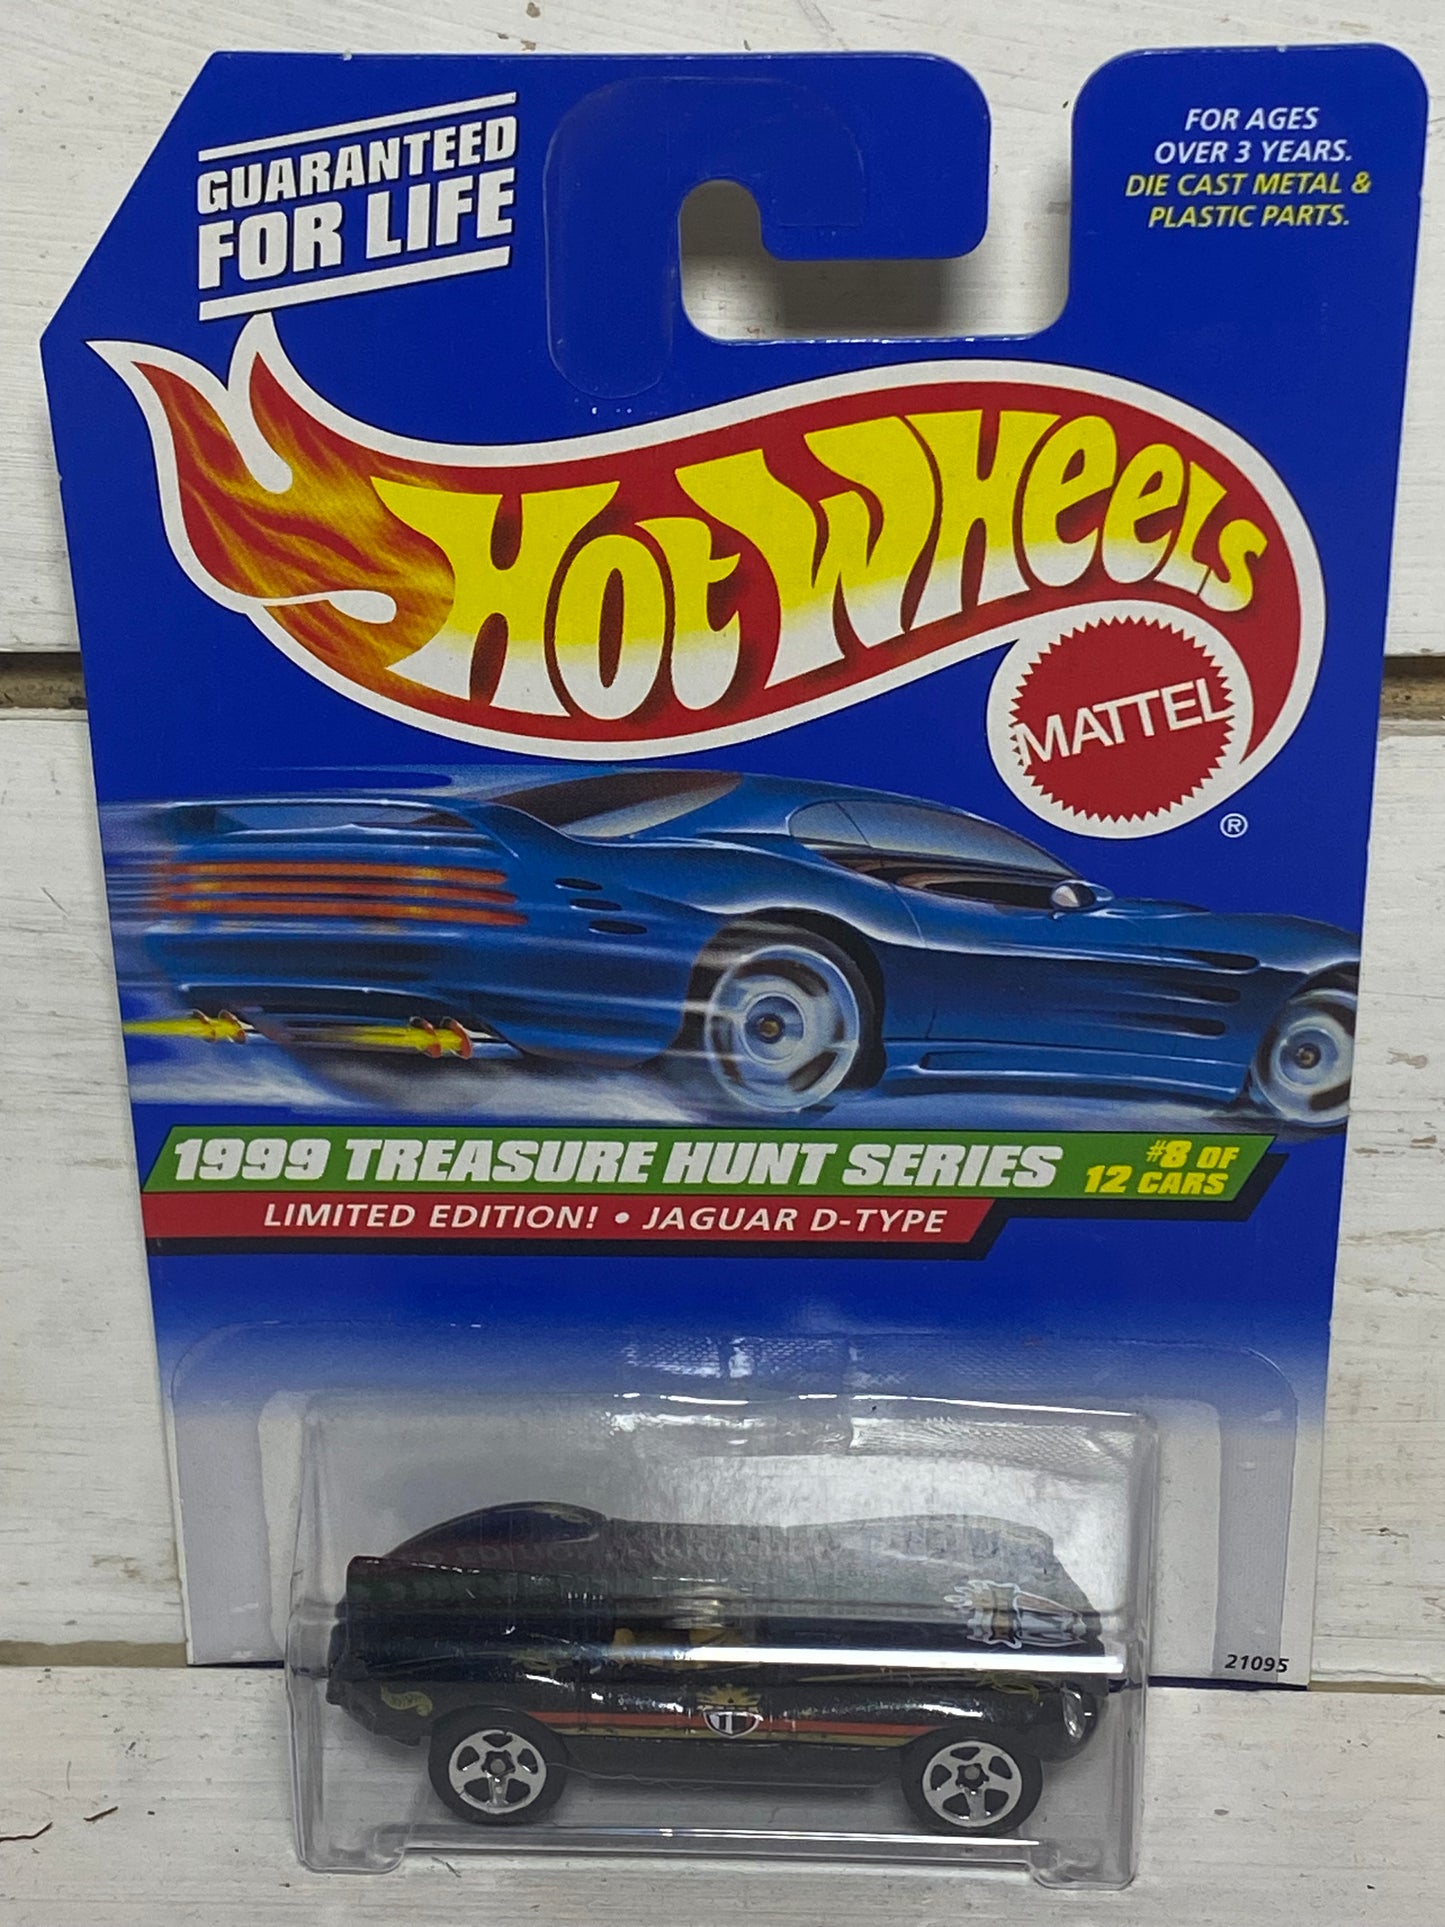 GUARANTEED
FOR LIFE
FOR AGES
OVER 3 YEARS.
DIE CAST METAL &
PLASTIC PARTS.
HOT WHEELS
MATTEL
®
1999 TREASURE HUNT SERIES
#8 OF
12 CARS
LIMITED EDITION! • JAGUAR D-TYPE
21095